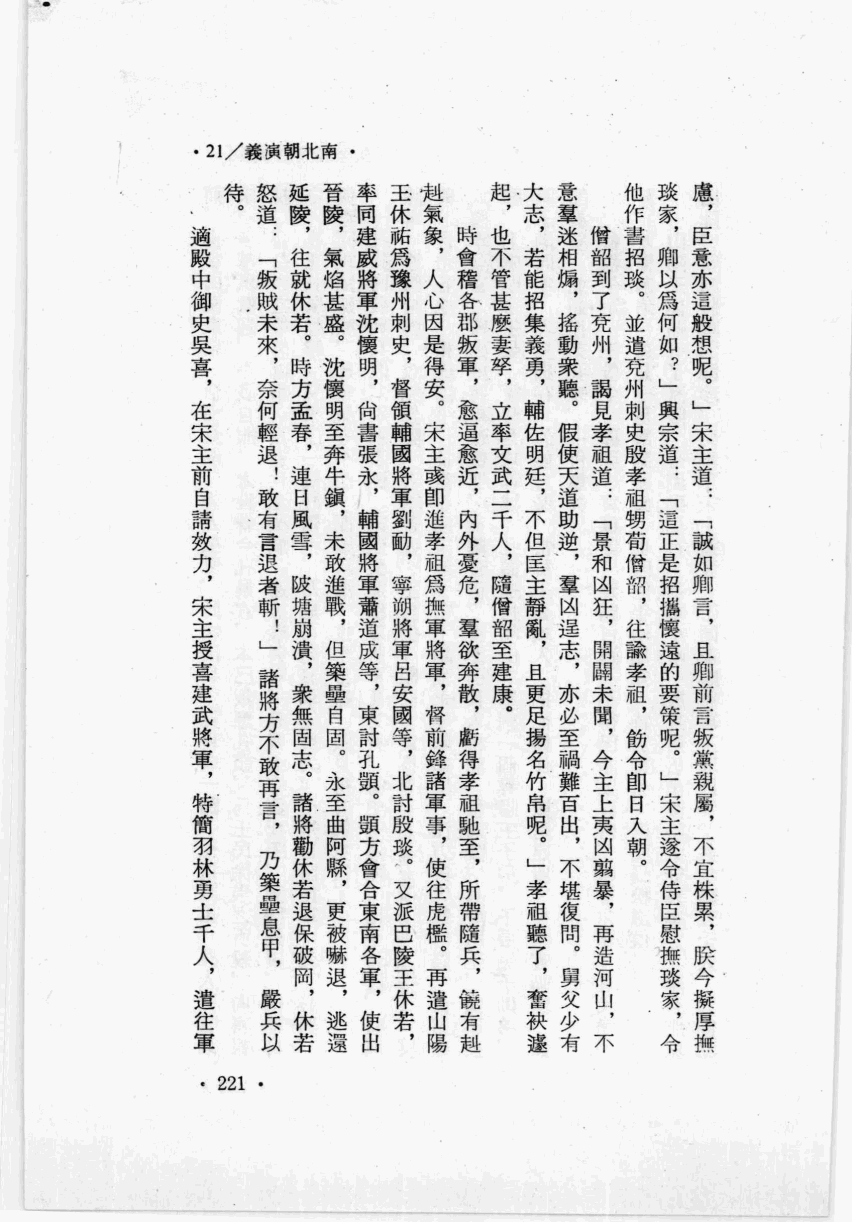 ·21/義演朝北南·
慮，臣意亦這般想呢。」宋主道：「誠如卿言，且卿前言叛黨親屬，不宜株累，朕今擬厚撫
琰家，卿以爲何如？」興宗道：「這正是招攜懷遠的要策呢。」宋主遂令侍臣慰撫琰家，令
他作書招琰。並遣兗州刺史殷孝祖甥荀僧韶，往諭孝祖，飭令卽日入朝。
僧韶到了兗州，謁見孝祖道：「景和凶狂，開闢未聞，今主上夷凶翦暴，再造河山，不
意羣迷相煽，搖動衆聽。假使天道助逆，羣凶逞志，亦必至禍難百出，不堪復問。舅父少有
大志，若能招集義勇，輔佐明廷，不但匡主靜亂，且更足揚名竹帛呢。」孝祖聽了，奮袂遽
起，也不管甚麼妻孥，立率文武二千人，隨僧韶至建康。
時會稽各郡叛軍，愈逼愈近，內外憂危，羣欲奔散，虧得孝祖馳至，所帶隨兵，饒有赳
赳氣象，人心因是得安。宋主彧卽進孝祖爲撫軍將軍，督前鋒諸軍事，使往虎檻。再遣山陽
王休祐爲豫州刺史，督領輔國將軍劉勔，寧朔將軍呂安國等，北討殷琰。又派巴陵王休若，
率同建威將軍沈懷明，尙書張永，輔國將軍蕭道成等，東討孔顗。顗方會合東南各軍，使出
晉陵，氣焰甚盛。沈懷明至奔牛鎭，未敢進戰，但築壘自固。永至曲阿縣，更被嚇退，逃還
延陵，往就休若。時方孟春，連日風雪，陂塘崩潰，衆無固志。諸將勸休若退保破岡，休若
怒道：「叛賊未來，奈何輕退！敢有言退者斬！」諸將方不敢再言，乃築壘息甲，嚴兵以
待。
適殿中御史吳喜，在宋主前自請效力，宋主授喜建武將軍，特簡羽林勇士千人，遣往軍
·221·